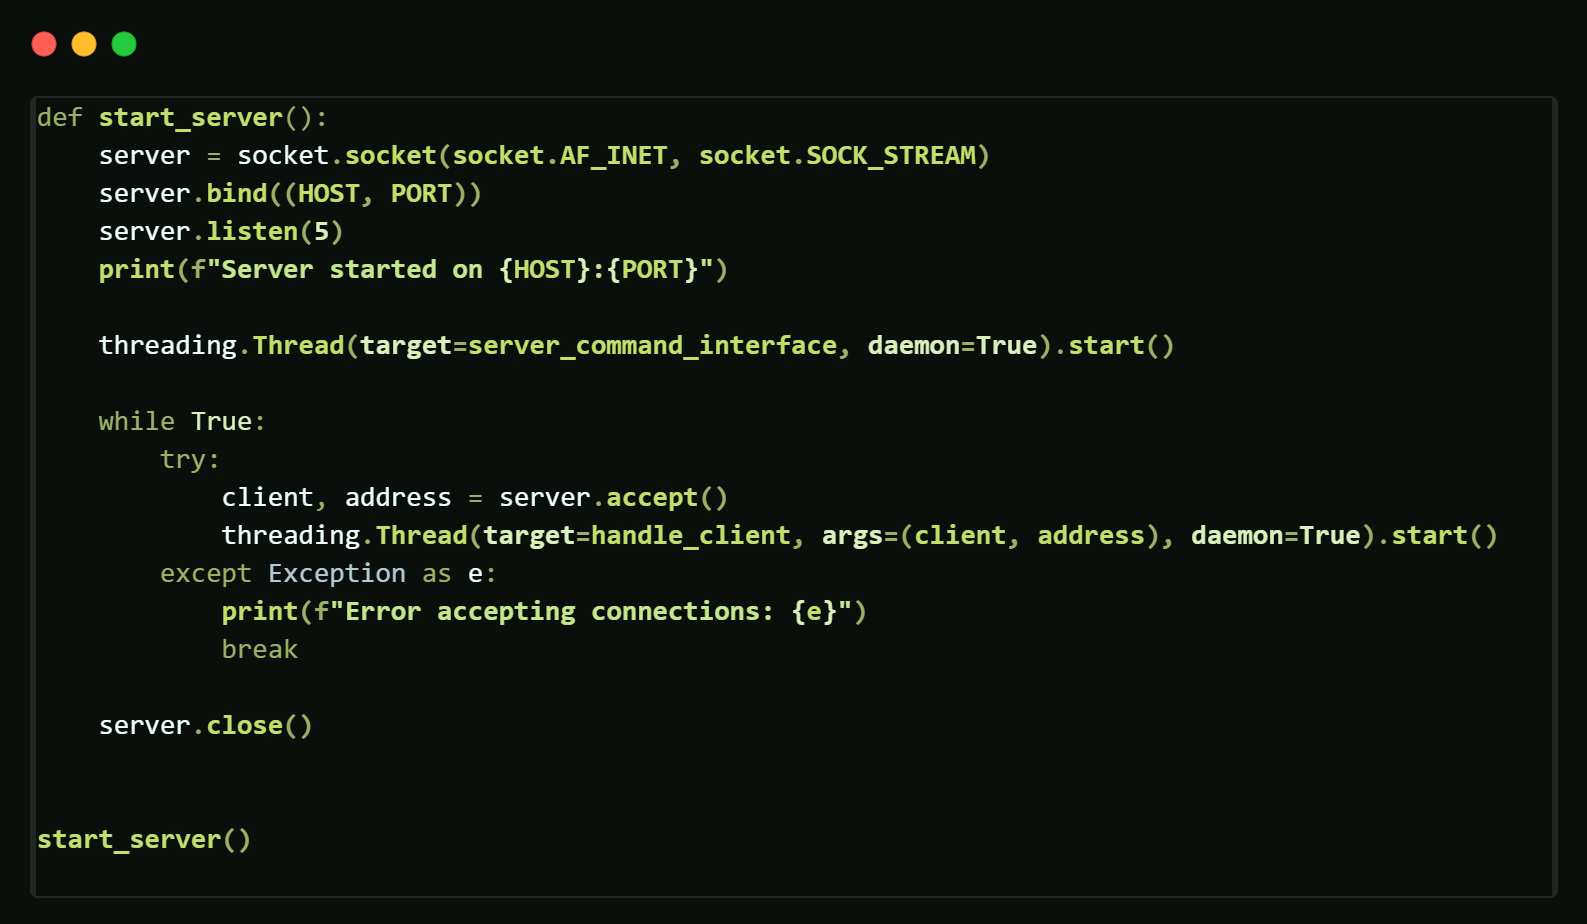 def start_server():
    server = socket.socket(socket.AF_INET, socket.SOCK_STREAM)
    server.bind((HOST, PORT))
    server.listen(5)
    print(f"Server started on {HOST}:{PORT}")

    threading.Thread(target=server_command_interface, daemon=True).start()

    while True:
        try:
            client, address = server.accept()
            threading.Thread(target=handle_client, args=(client, address), daemon=True).start()
        except Exception as e:
            print(f"Error accepting connections: {e}")
            break

    server.close()


start_server()